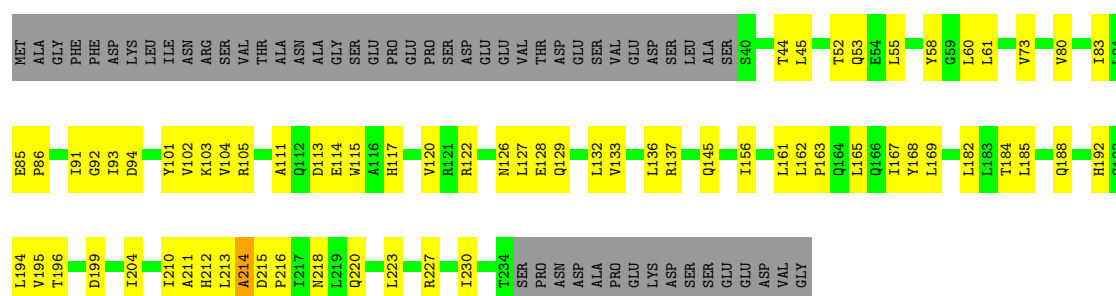 MET ALA GLY PHE PHE ASP LYS LEU ILE ASN ARG SER VAL THR ALA ASN ALA GLY SER GLU PRO GLU PRO SER ASP GLU GLU VAL THR ASP GLU SER VAL GLU ASP SER LEU ALA SER S40 T44 L45 T52 Q53 E54 L55 Y58 G59 L60 L61 V73 V80 I83
E85 P86 I91 G92 I93 D94 Y101 V102 K103 V104 R105 A111 Q112 D113 E114 W115 A116 H117 V120 R121 R122 N126 L127 E128 Q129 L132 V133 L136 R137 Q145 I156 L161 L162 P163 Q164 L165 Q166 I167 Y168 L169 L182 L183 T184 L185 Q188 H192
L194 V195 T196 D199 I204 I210 A211 H212 L213 A214 D215 P216 I217 N218 L219 Q220 L223 R227 I230 T234 SER PRO ASN ASP ALA PRO GLU LYS ASP SER SER GLU GLU ASP VAL GLY